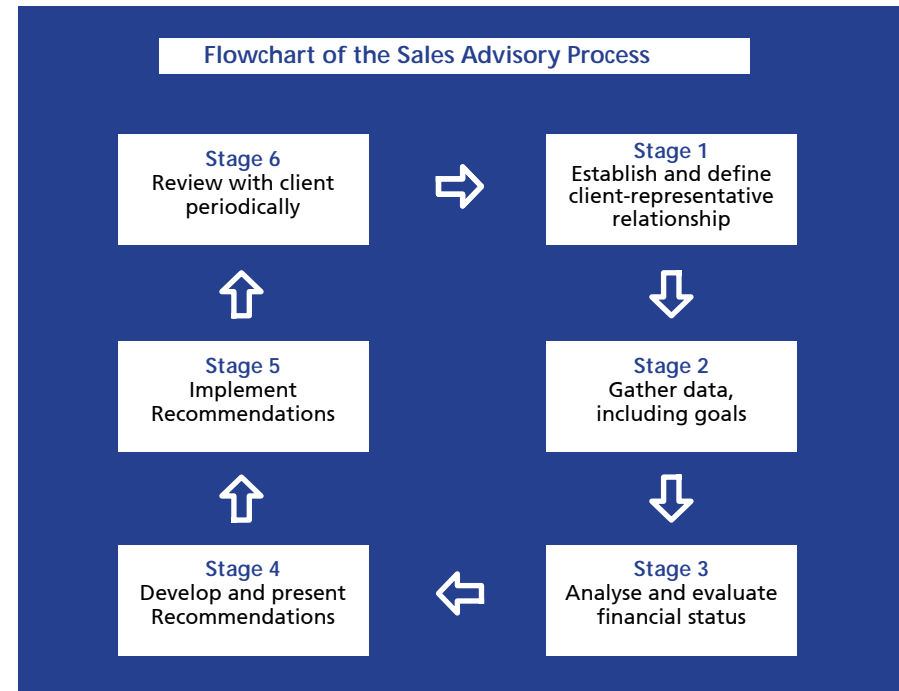 Flowchart of the Sales Advisory Process
Stage 1
Establish and define
client-representative
relationship
Stage 2
Gather data,
including goals
Stage 3
Analyse and evaluate
financial status
Stage 4
Develop and present
Recommendations
Stage 5
Implement
Recommendations
Stage 6
Review with client
periodically